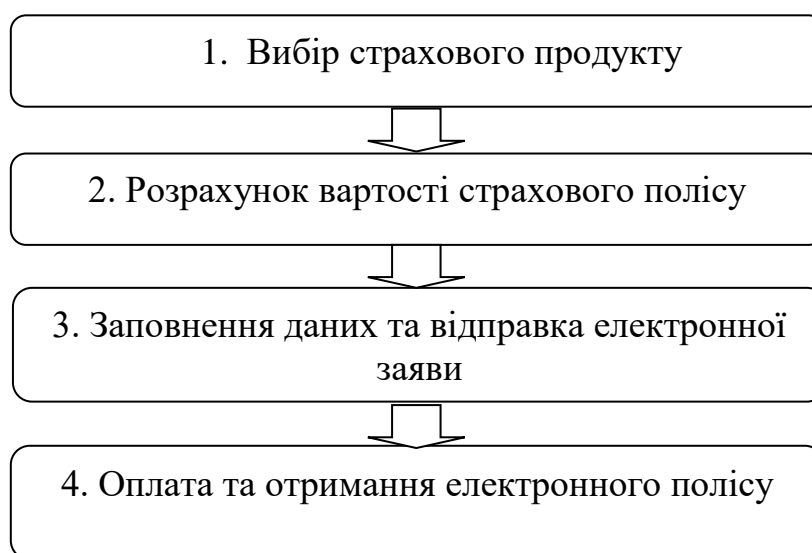 1. Вибір страхового продукту
2. Розрахунок вартості страхового полісу
3. Заповнення даних та відправка електронної
заяви
4. Оплата та отримання електронного полісу